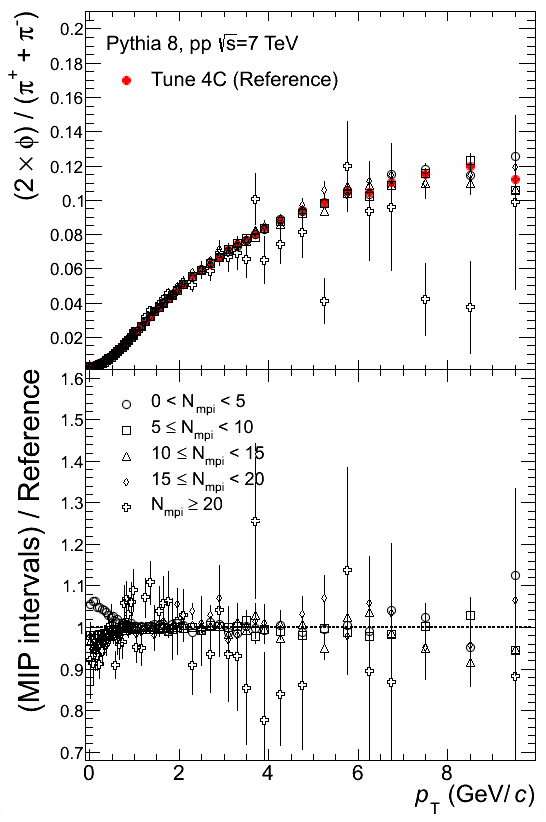 (2 × ϕ) / (π⁺ + π⁻)
0.2
0.18
0.16
0.14
0.12
0.1
0.08
0.06
0.04
0.02
Pythia 8, pp √s=7 TeV
Tune 4C (Reference)
(MIP intervals) / Reference
1.6
1.5
1.4
1.3
1.2
1.1
1
0.9
0.8
0.7
0 < N_mpi < 5
5 ≤ N_mpi < 10
10 ≤ N_mpi < 15
15 ≤ N_mpi < 20
N_mpi ≥ 20
0 2 4 6 8
p_T (GeV/c)